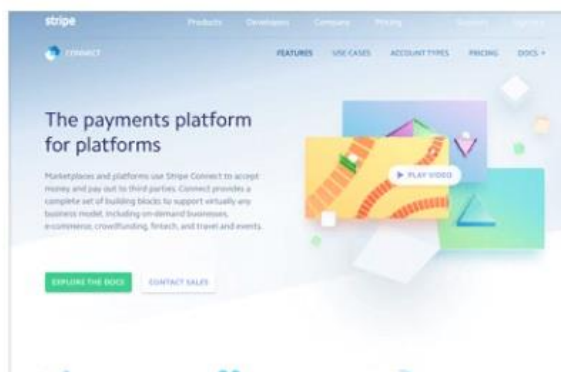 stripe
Products Developers Company Pricing Support
CONNECT
FEATURES USE CASES ACCOUNT TYPES PRICING DOCS
The payments platform
for platforms
Marketplaces and platforms use Stripe Connect to accept
money and pay out to third parties. Connect provides a
complete set of building blocks to support virtually any
business model, including on-demand businesses,
e-commerce, crowdfunding, fintech, and travel and events.
PLAY VIDEO
EXPLORE THE DOCS CONTACT SALES